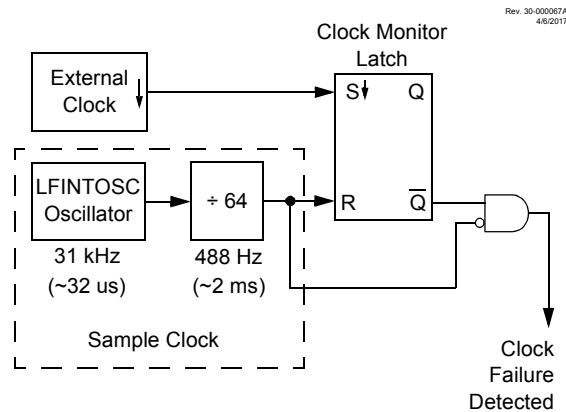 Rev. 30-000067A
4/6/2017
Clock Monitor
Latch
External
Clock
S
Q
LFINTOSC
Oscillator
÷ 64
R
Q̅
31 kHz
(~32 us)
488 Hz
(~2 ms)
Sample Clock
Clock
Failure
Detected